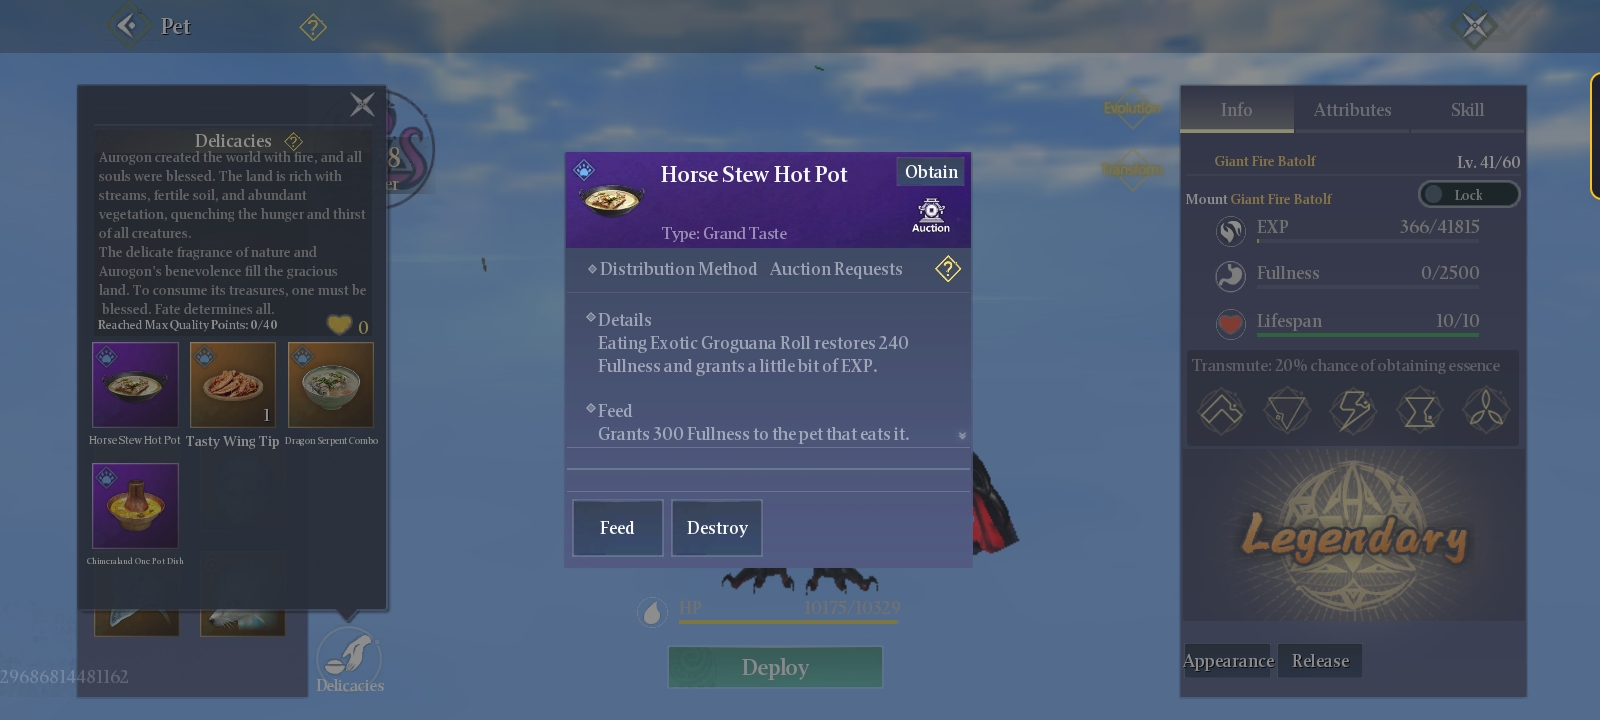 Pet
?
Delicacies ?
Aurogon created the world with fire, and all
souls were blessed. The land is rich with
streams, fertile soil, and abundant
vegetation, quenching the hunger and thirst
of all creatures.
The delicate fragrance of nature and
Aurogon's benevolence fill the gracious
land. To consume its treasures, one must be
blessed. Fate determines all.
Reached Max Quality Points: 0/40
0
1
Horse Stew Hot Pot
Tasty Wing Tip
Dragon Serpent Combo
Chimeraland One Pot Dish
Delicacies
29686814481162
Horse Stew Hot Pot
Obtain
Type: Grand Taste
Auction
Distribution Method Auction Requests
?
Details
Eating Exotic Groguana Roll restores 240
Fullness and grants a little bit of EXP.
Feed
Grants 300 Fullness to the pet that eats it.
Feed
Destroy
HP 10175/10329
Deploy
Evolution
Info
Attributes
Skill
Giant Fire Batolf
Lv. 41/60
Mount Giant Fire Batolf
Lock
EXP 366/41815
Fullness 0/2500
Lifespan 10/10
Transmute: 20% chance of obtaining essence
Legendary
Appearance
Release